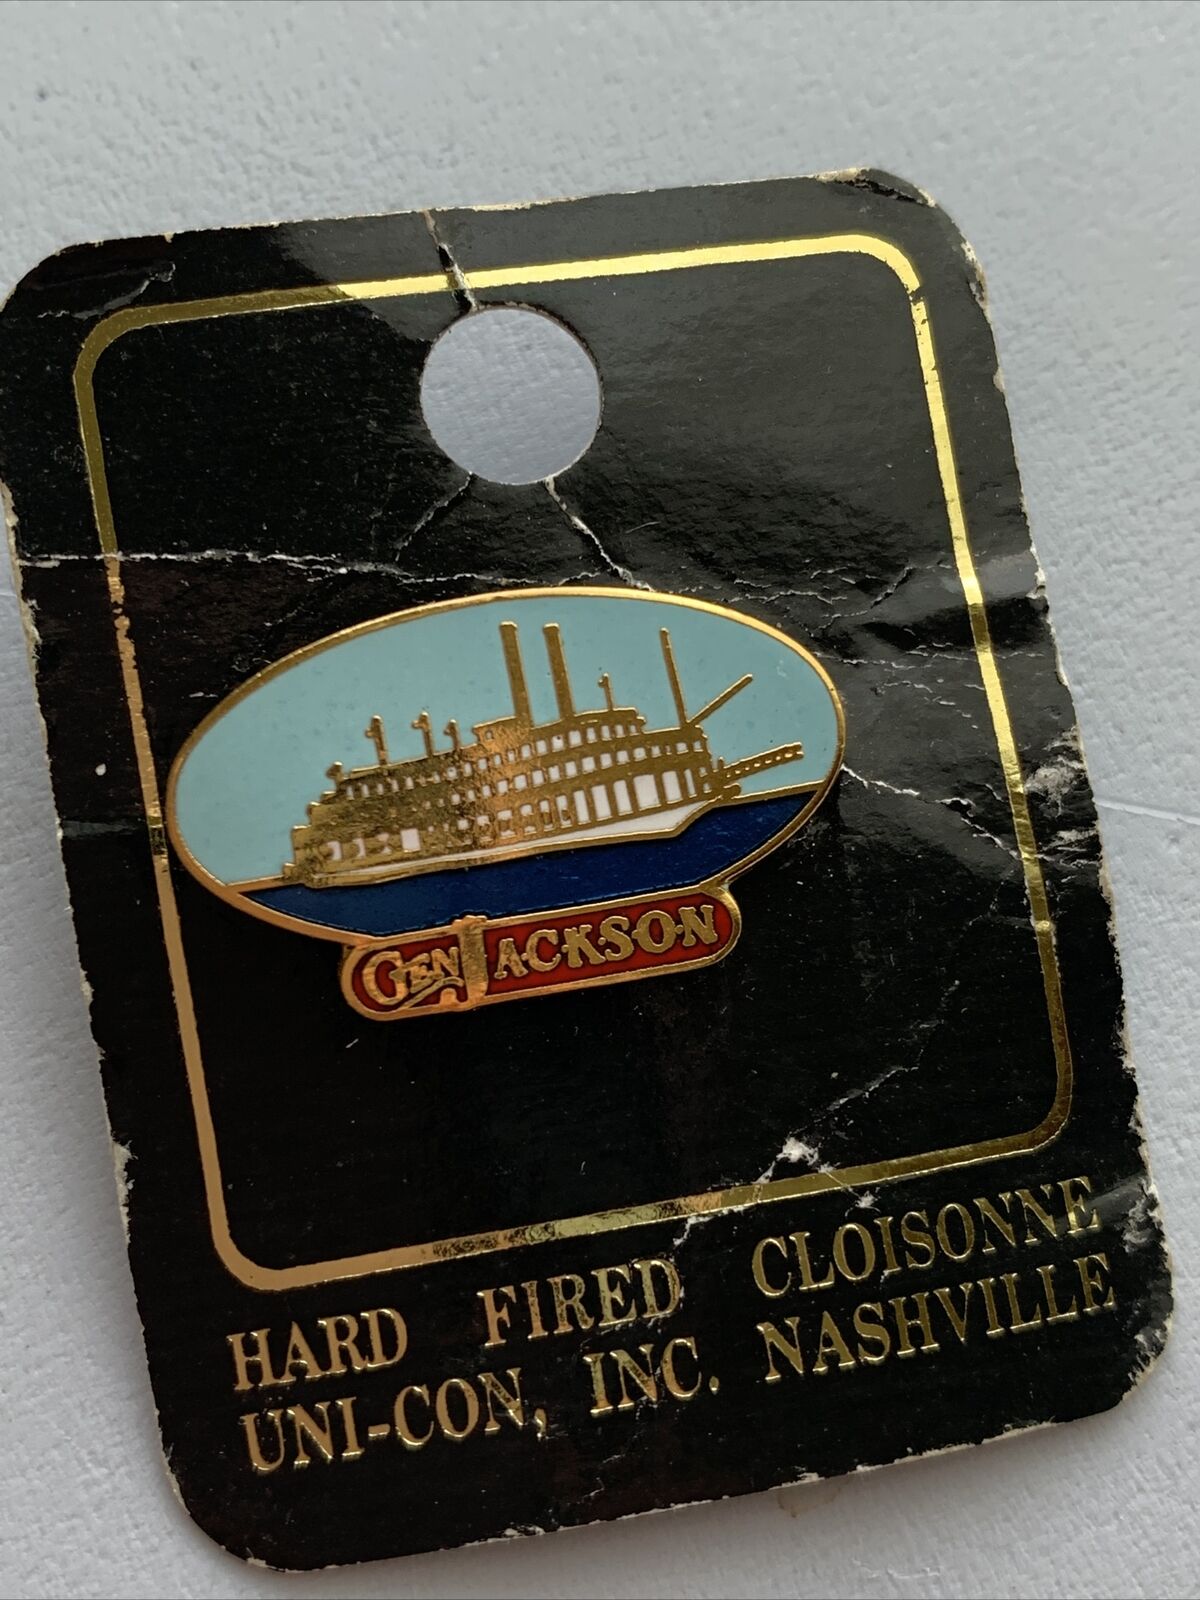 GEN JACKSON
HARD FIRED CLOISONNE
UNI-CON, INC. NASHVILLE